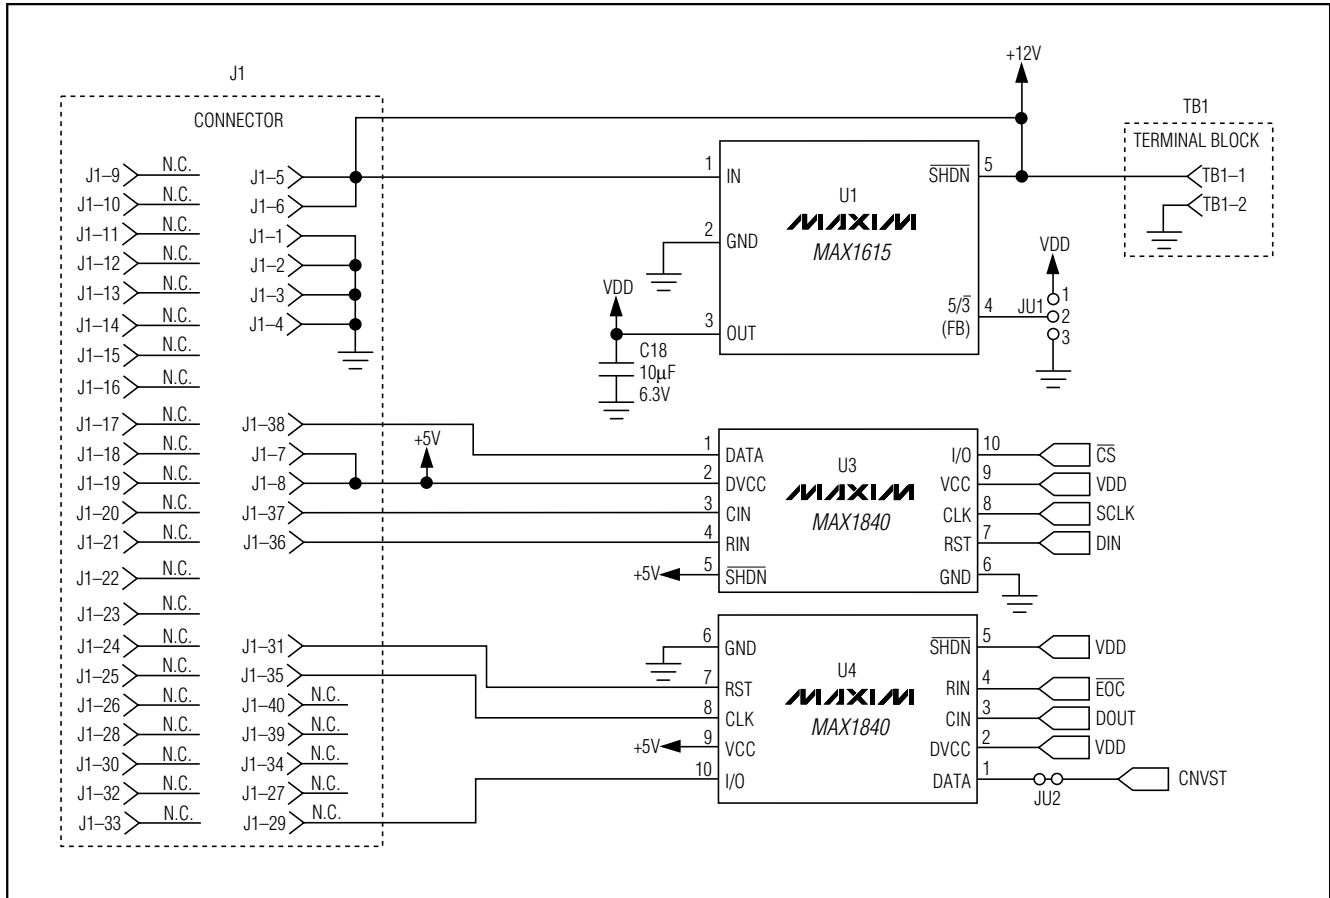 J1
CONNECTOR
J1–9 N.C.
J1–10 N.C.
J1–11 N.C.
J1–12 N.C.
J1–13 N.C.
J1–14 N.C.
J1–15 N.C.
J1–16 N.C.
J1–17 N.C.
J1–18 N.C.
J1–19 N.C.
J1–20 N.C.
J1–21 N.C.
J1–22 N.C.
J1–23 N.C.
J1–24 N.C.
J1–25 N.C.
J1–26 N.C.
J1–28 N.C.
J1–30 N.C.
J1–32 N.C.
J1–33 N.C.
J1–5
J1–6
J1–1
J1–2
J1–3
J1–4
J1–38
J1–7
J1–8
J1–37
J1–36
J1–31
J1–35
J1–40 N.C.
J1–39 N.C.
J1–34 N.C.
J1–27 N.C.
J1–29 N.C.
+5V
+12V
TB1
TERMINAL BLOCK
TB1–1
TB1–2
1 IN
2 GND
3 OUT
U1
MAXIM
MAX1615
S̅H̅D̅N̅ 5
5/3̅ 4
(FB)
VDD
C18
10μF
6.3V
VDD
JU1
1
2
3
1 DATA
2 DVCC
3 CIN
4 RIN
+5V 5 S̅H̅D̅N̅
U3
MAXIM
MAX1840
I/O 10 C̅S̅
VCC 9 VDD
CLK 8 SCLK
RST 7 DIN
GND 6
6 GND
7 RST
8 CLK
+5V 9 VCC
10 I/O
U4
MAXIM
MAX1840
S̅H̅D̅N̅ 5 VDD
RIN 4 E̅O̅C̅
CIN 3 DOUT
DVCC 2 VDD
DATA 1 CNVST
JU2